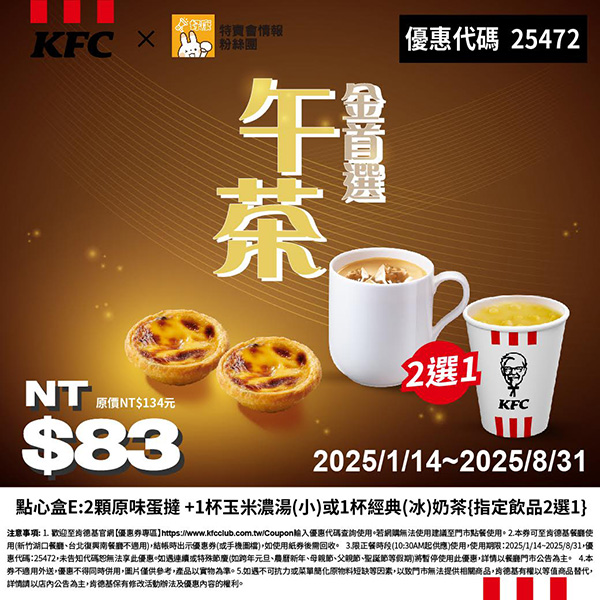 KFC × 好康 特賣會情報
粉絲團
優惠代碼 25472
金首選
午茶
2選1
KFC
NT
原價NT$134元
$83
2025/1/14~2025/8/31
點心盒E:2顆原味蛋撻 +1杯玉米濃湯(小)或1杯經典(冰)奶茶{指定飲品2選1}
注意事項: 1. 歡迎至肯德基官網【優惠券專區】https://www.kfcclub.com.tw/Coupon輸入優惠代碼查詢使用。若網購無法使用建議至門市點餐使用。2.本券可至肯德基餐廳使
用(新竹湖口餐廳、台北復興南餐廳不適用),結帳時出示優惠券(或手機圖檔),如使用紙券後需回收。 3.限正餐時段(10:30AM起供應)使用,使用期限:2025/1/14~2025/8/31,優
惠代碼:25472,未告知代碼恕無法享此優惠。如遇連續或特殊節慶(如跨年元旦、農曆新年、母親節、父親節、聖誕節等假期)將暫停使用此優惠,詳情以餐廳門市公告為主。 4.本
券不適用外送,優惠不得同時併用,圖片僅供參考,產品以實物為準。5.如遇不可抗力或菜單簡化原物料短缺等因素,以致門市無法提供相關商品,肯德基有權以等值商品替代,
詳情請以店內公告為主,肯德基保有修改活動辦法及優惠內容的權利。